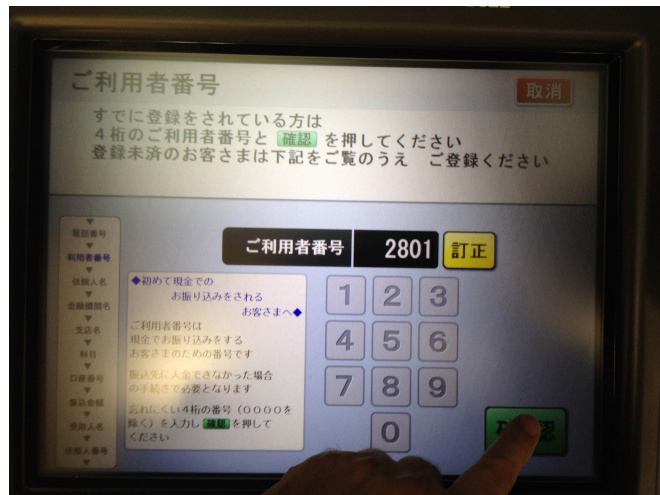 ご利用者番号
取消
すでに登録をされている方は
4桁のご利用者番号と 確認 を押してください
登録未済のお客さまは下記をご覧のうえ ご登録ください
電話番号
利用者番号
依頼人名
金融機関名
支店名
科目
口座番号
振込金額
受取人名
依頼人番号
ご利用者番号 2801 訂正
◆初めて現金での
お振り込みをされる
お客さまへ◆
ご利用者番号は
現金でお振り込みをする
お客さまのための番号です
振込先に入金できなかった場合
の手続きで必要となります
忘れにくい4桁の番号(0000を
除く)を入力し 確認 を押して
ください
1 2 3
4 5 6
7 8 9
0
確認